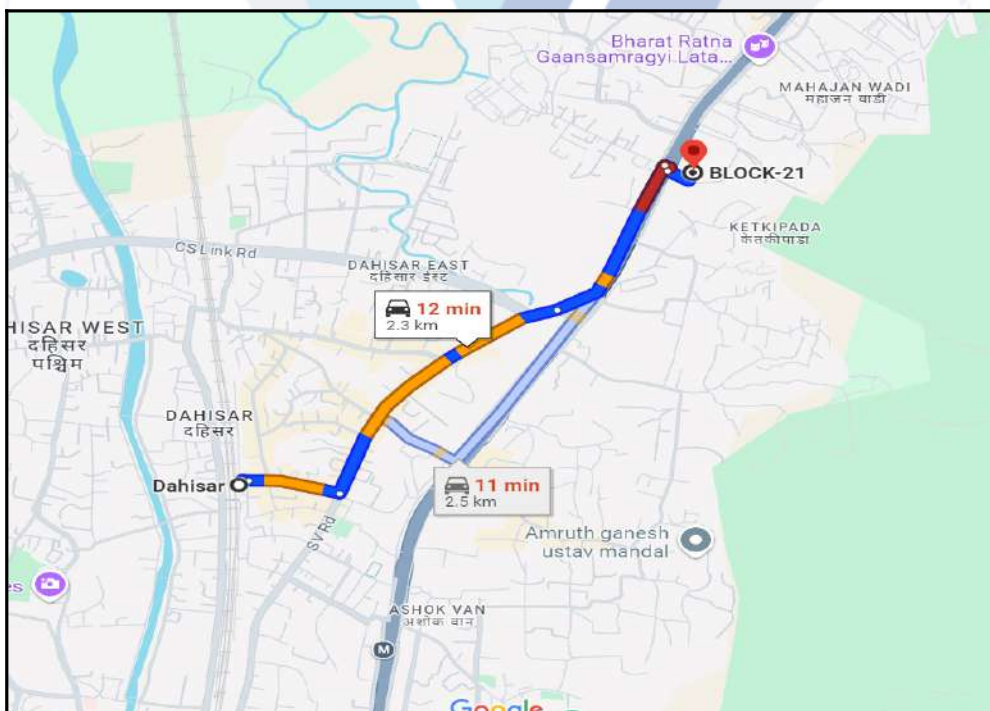 Bharat Ratna
Gaansamragyi Lata...
MAHAJAN WADI
महाजन वाडी
BLOCK-21
KETKIPADA
केतकीपाडा
CS Link Rd
DAHISAR EAST
दहिसार ईस्ट
12 min
2.3 km
HISAR WEST
दहिसर
पश्चिम
DAHISAR
दहिसर
Dahisar
11 min
2.5 km
SV Rd
Amruth ganesh
ustav mandal
es
ASHOK VAN
अशोक वान
M
Google